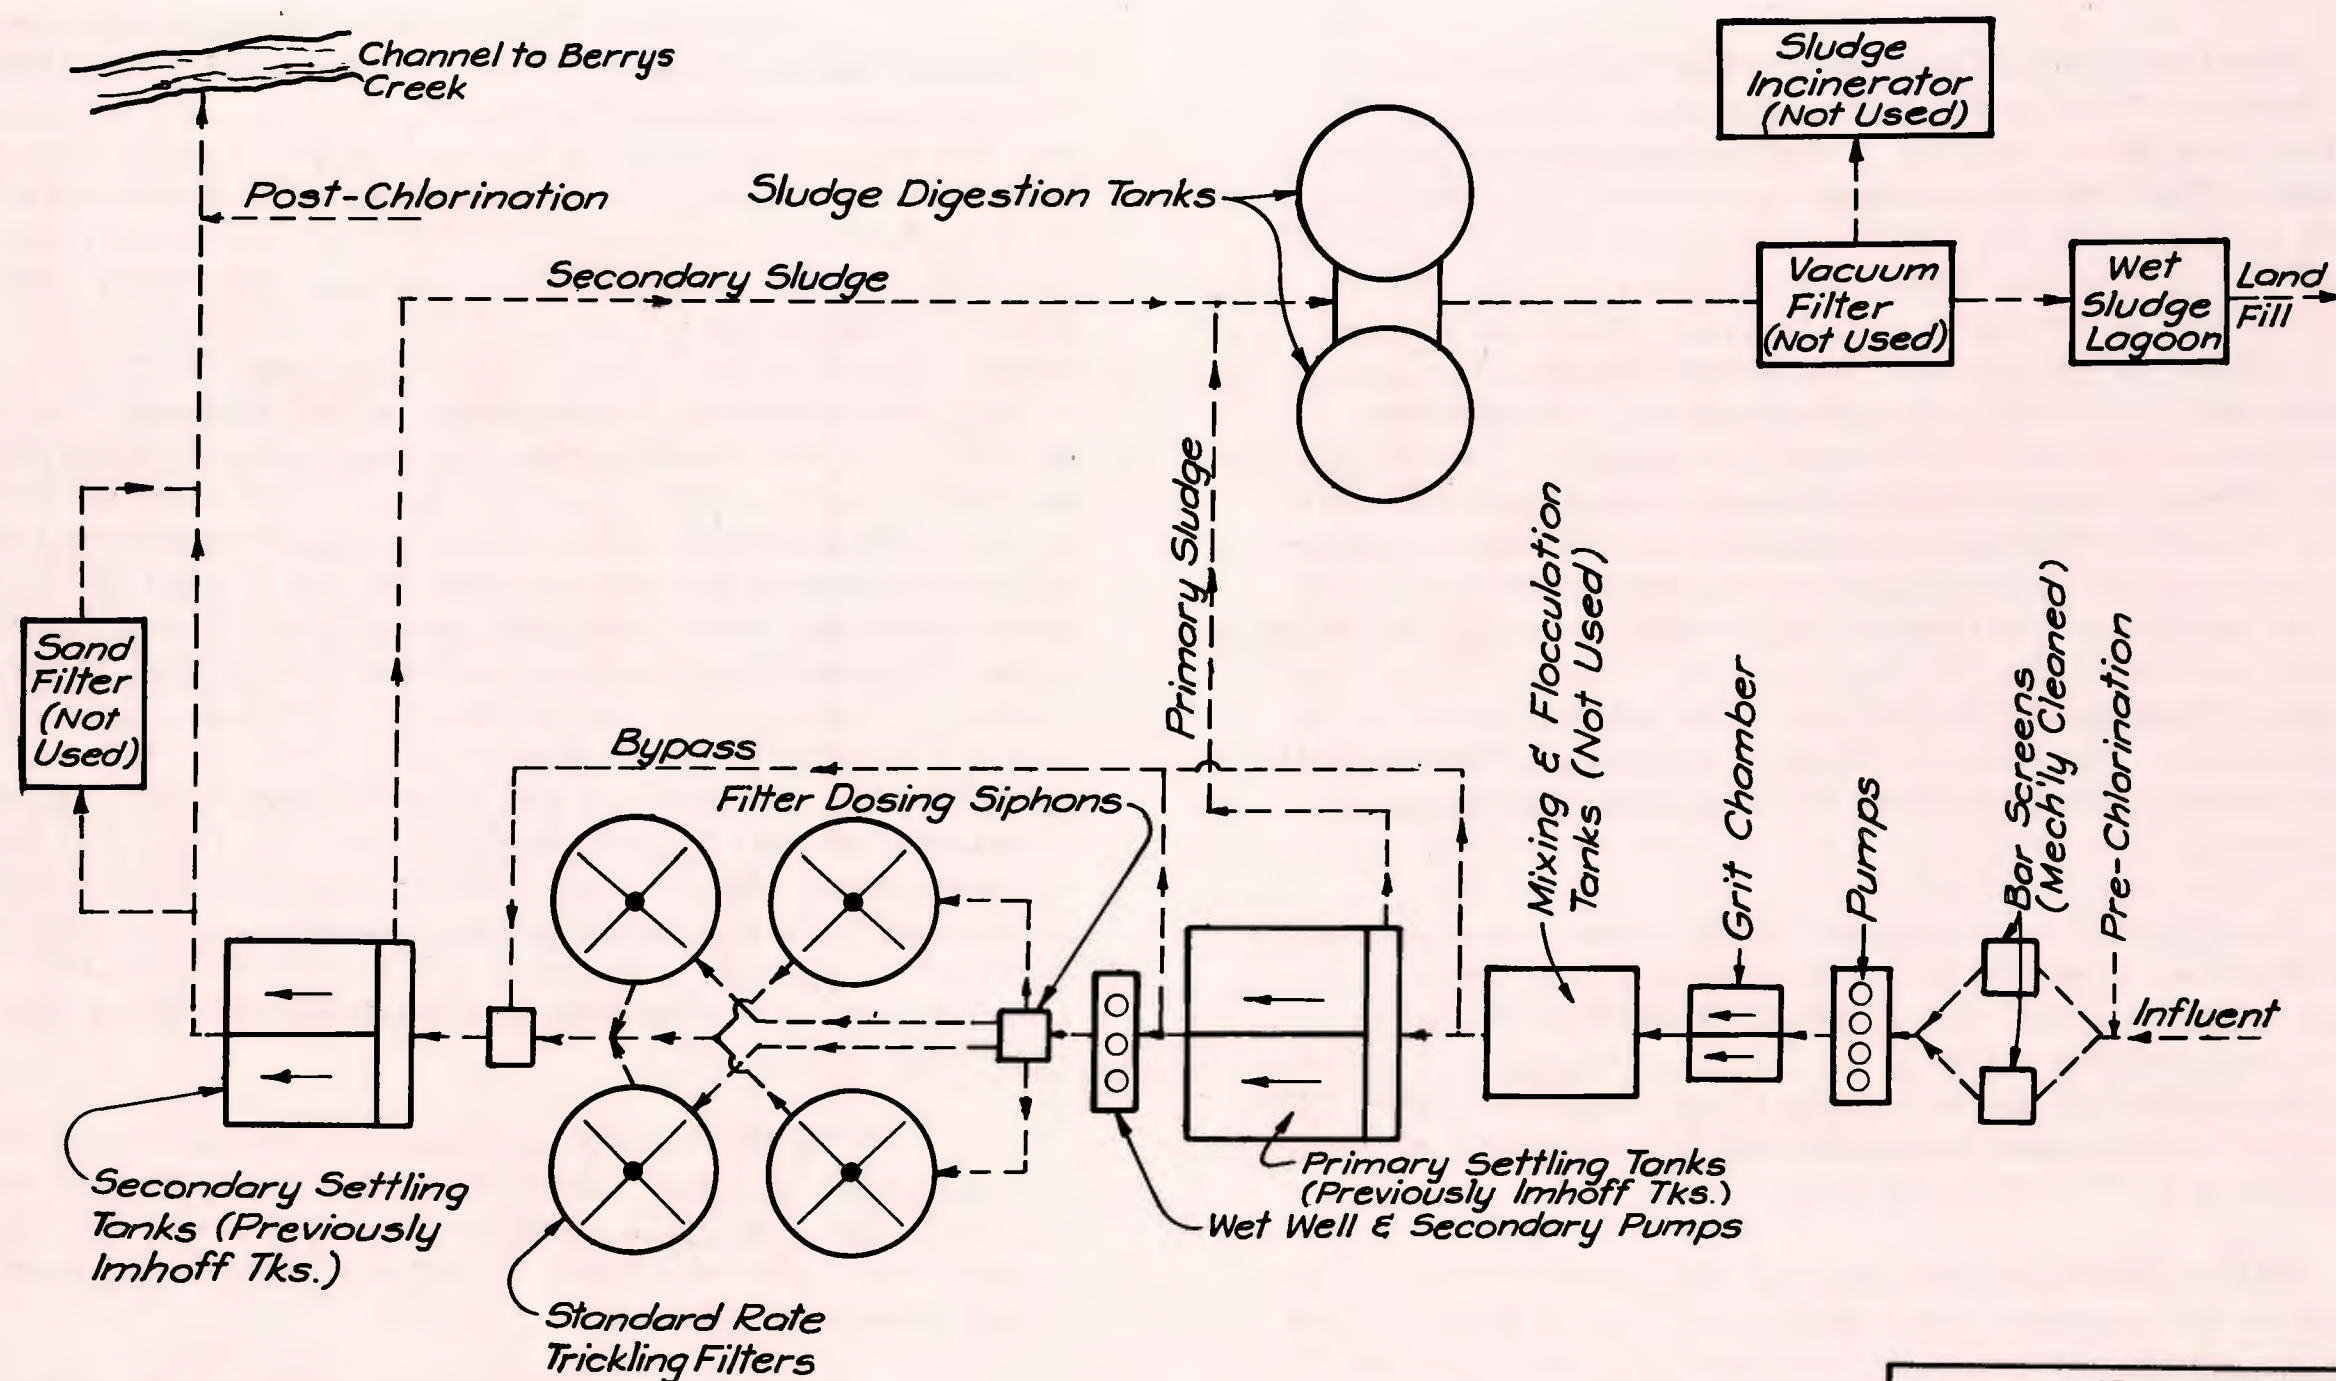 Channel to Berrys
Creek
Sludge
Incinerator
(Not Used)
Post-Chlorination
Sludge Digestion Tanks
Secondary Sludge
Vacuum
Filter
(Not Used)
Wet
Sludge
Lagoon
Land
Fill
Primary Sludge
Sand
Filter
(Not
Used)
Bypass
Filter Dosing Siphons
Mixing & Flocculation
Tanks (Not Used)
Grit Chamber
Pumps
Bar Screens
(Mech'ly Cleaned)
Pre-Chlorination
Influent
Secondary Settling
Tanks (Previously
Imhoff Tks.)
Primary Settling Tanks
(Previously Imhoff Tks.)
Wet Well & Secondary Pumps
Standard Rate
Trickling Filters